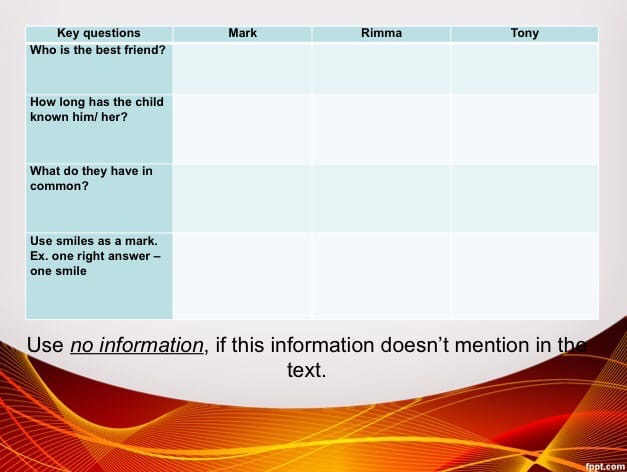 Key questions Mark Rimma Tony
Who is the best friend?
How long has the child
known him/ her?
What do they have in
common?
Use smiles as a mark.
Ex. one right answer –
one smile
Use no information, if this information doesn’t mention in the
text.
fppt.com